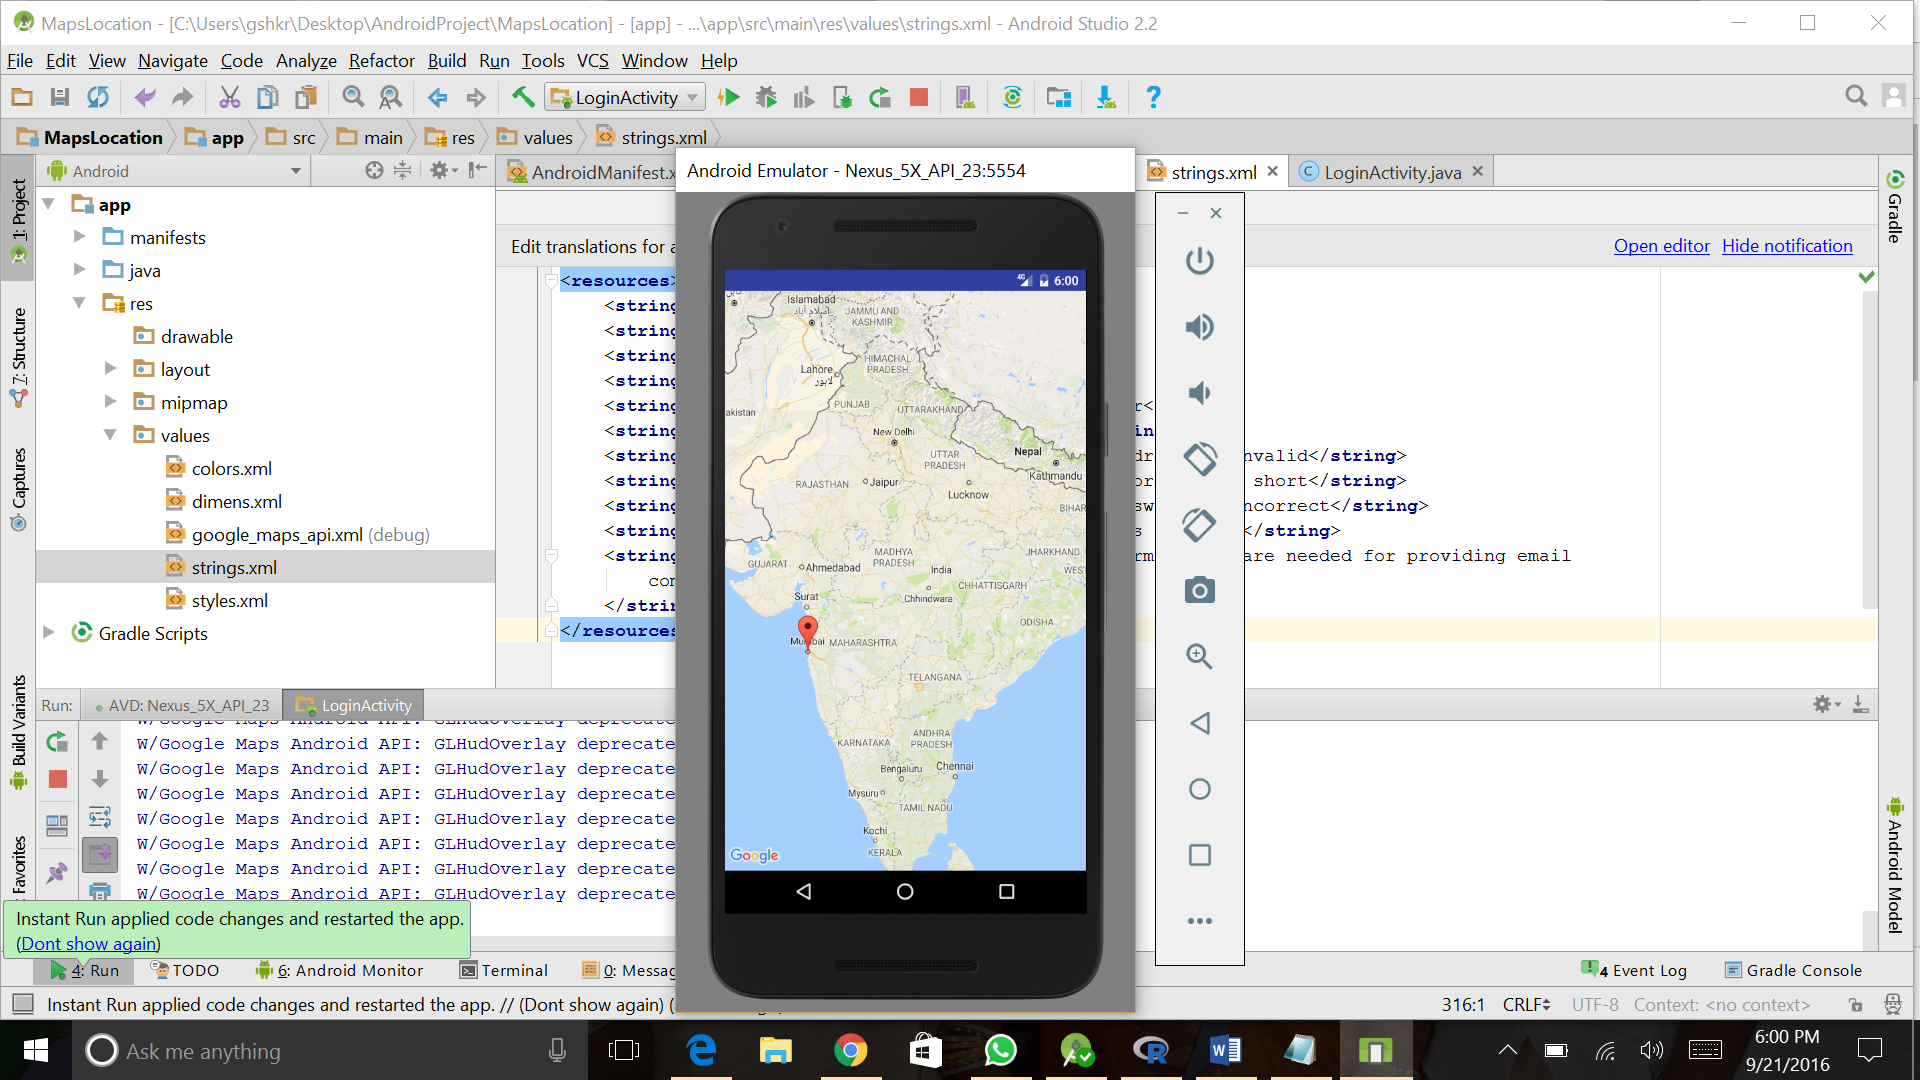 MapsLocation - [C:\Users\gshkr\Desktop\AndroidProject\MapsLocation] - [app] - ...\app\src\main\res\values\strings.xml - Android Studio 2.2
File Edit View Navigate Code Analyze Refactor Build Run Tools VCS Window Help
LoginActivity
MapsLocation app src main res values strings.xml
Android
AndroidManifest.x
strings.xml
LoginActivity.java
Android Emulator - Nexus_5X_API_23:5554
1: Project
7: Structure
Captures
Build Variants
Favorites
Gradle
Android Model
app
manifests
java
res
drawable
layout
mipmap
values
colors.xml
dimens.xml
google_maps_api.xml (debug)
strings.xml
styles.xml
Gradle Scripts
Edit translations for a
Open editor Hide notification
<resources>
<string
<string
<string
<string
<string r<
<string ing
<string dr nvalid</string>
<string or short</string>
<string sw ncorrect</string>
<string s </string>
<string rm are needed for providing email
con
</string
</resources
6:00
Islamabad
اسلام آباد
JAMMU AND
KASHMIR
HIMACHAL
PRADESH
Lahore
لاہور
PUNJAB
UTTARAKHAND
akistan
New Delhi
Nepal
Kathmandu
UTTAR
PRADESH
RAJASTHAN
Jaipur
Lucknow
BIHAR
MADHYA
PRADESH
JHARKHAND
GUJARAT
Ahmedabad
India
WEST
CHHATTISGARH
Surat
Chhindwara
ODISHA
Mumbai
MAHARASHTRA
TELANGANA
KARNATAKA
ANDHRA
PRADESH
Bengaluru
Chennai
Mysuru
TAMIL NADU
Kochi
KERALA
Google
Run: AVD: Nexus_5X_API_23 LoginActivity
W/Google Maps Android API: GLHudOverlay deprecate
W/Google Maps Android API: GLHudOverlay deprecate
W/Google Maps Android API: GLHudOverlay deprecate
W/Google Maps Android API: GLHudOverlay deprecate
W/Google Maps Android API: GLHudOverlay deprecate
W/Google Maps Android API: GLHudOverlay deprecate
W/Google Maps Android API: GLHudOverlay deprecate
W/Google Maps Android API: GLHudOverlay deprecate
Instant Run applied code changes and restarted the app.
(Dont show again)
4: Run TODO 6: Android Monitor Terminal 0: Messag
4 Event Log Gradle Console
Instant Run applied code changes and restarted the app. // (Dont show again) (
316:1 CRLF UTF-8 Context: <no context>
Ask me anything
6:00 PM
9/21/2016